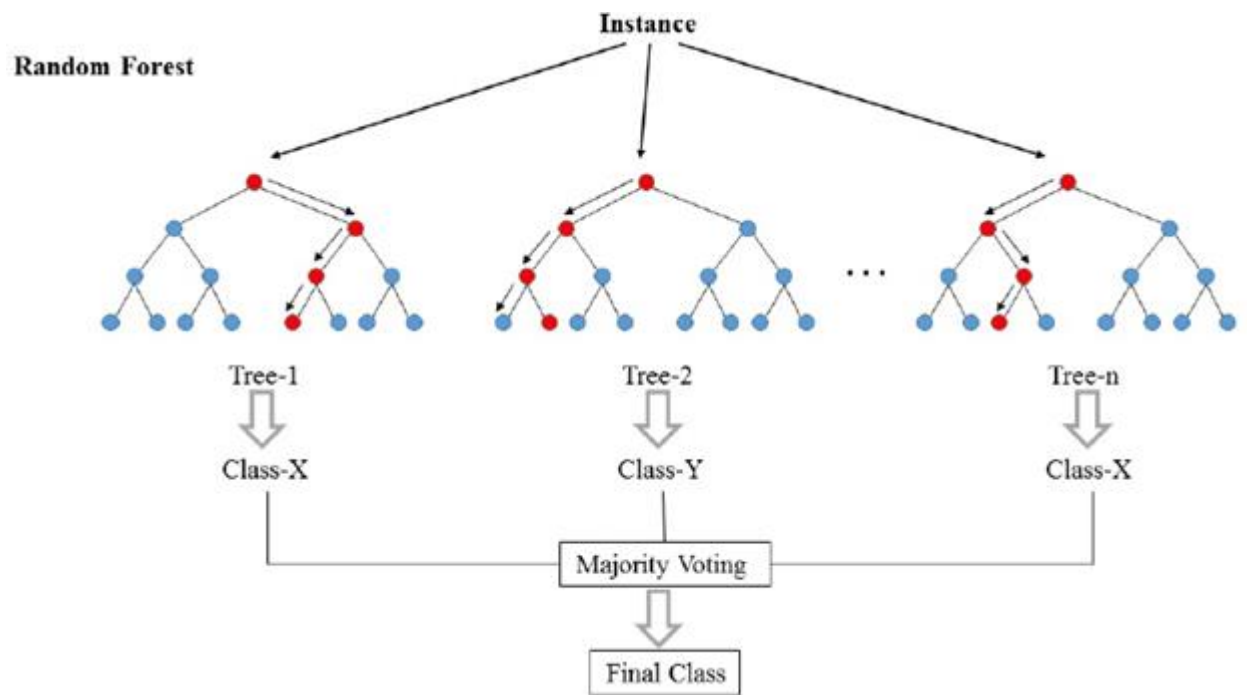 Instance
Random Forest
. . .
Tree-1
Tree-2
Tree-n
Class-X
Class-Y
Class-X
Majority Voting
Final Class